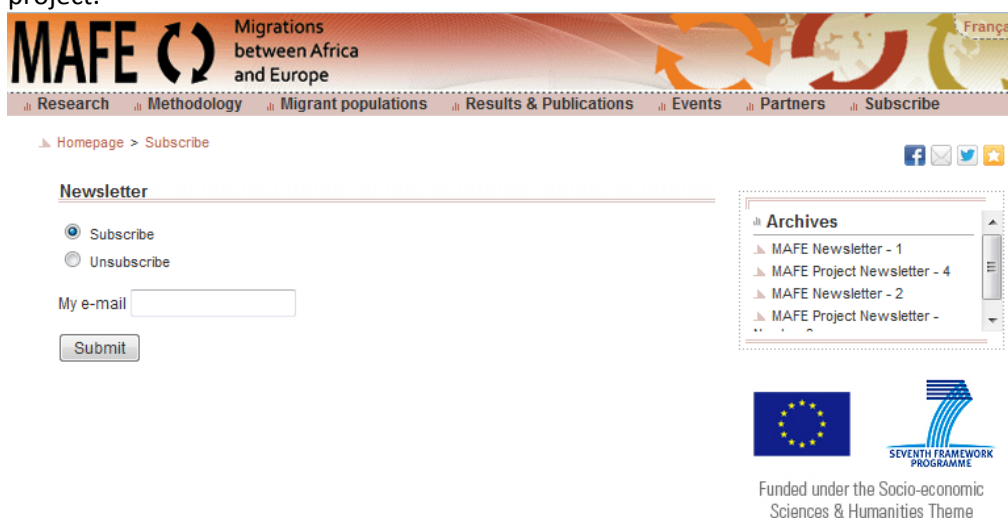 project.
MAFE
Migrations
between Africa
and Europe
Research Methodology Migrant populations Results & Publications Events Partners Subscribe
Homepage > Subscribe
Newsletter
Subscribe
Unsubscribe
My e-mail
Submit
Archives
MAFE Newsletter - 1
MAFE Project Newsletter - 4
MAFE Newsletter - 2
MAFE Project Newsletter -
SEVENTH FRAMEWORK
PROGRAMME
Funded under the Socio-economic
Sciences & Humanities Theme